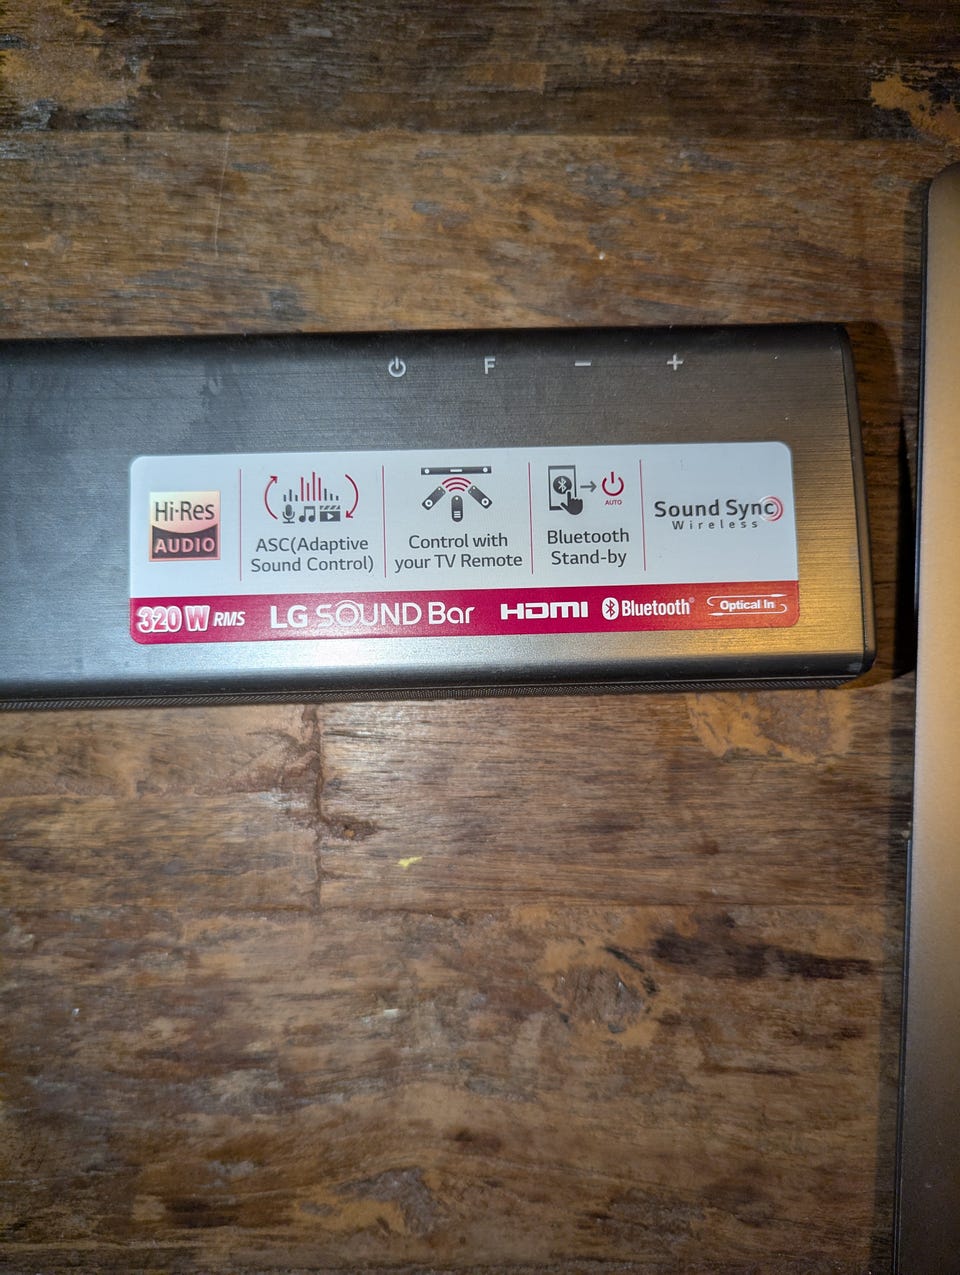 F - +
Hi-Res
AUDIO
ASC(Adaptive
Sound Control)
Control with
your TV Remote
AUTO
Bluetooth
Stand-by
Sound Sync
Wireless
320 W RMS LG SOUND Bar HDMI Bluetooth® Optical In